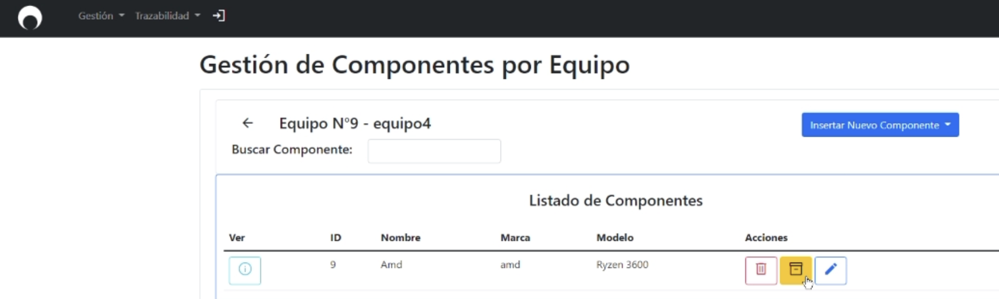 Gestión Trazabilidad
Gestión de Componentes por Equipo
Equipo N°9 - equipo4
Insertar Nuevo Componente
Buscar Componente:
Listado de Componentes
Ver ID Nombre Marca Modelo Acciones
9 Amd amd Ryzen 3600